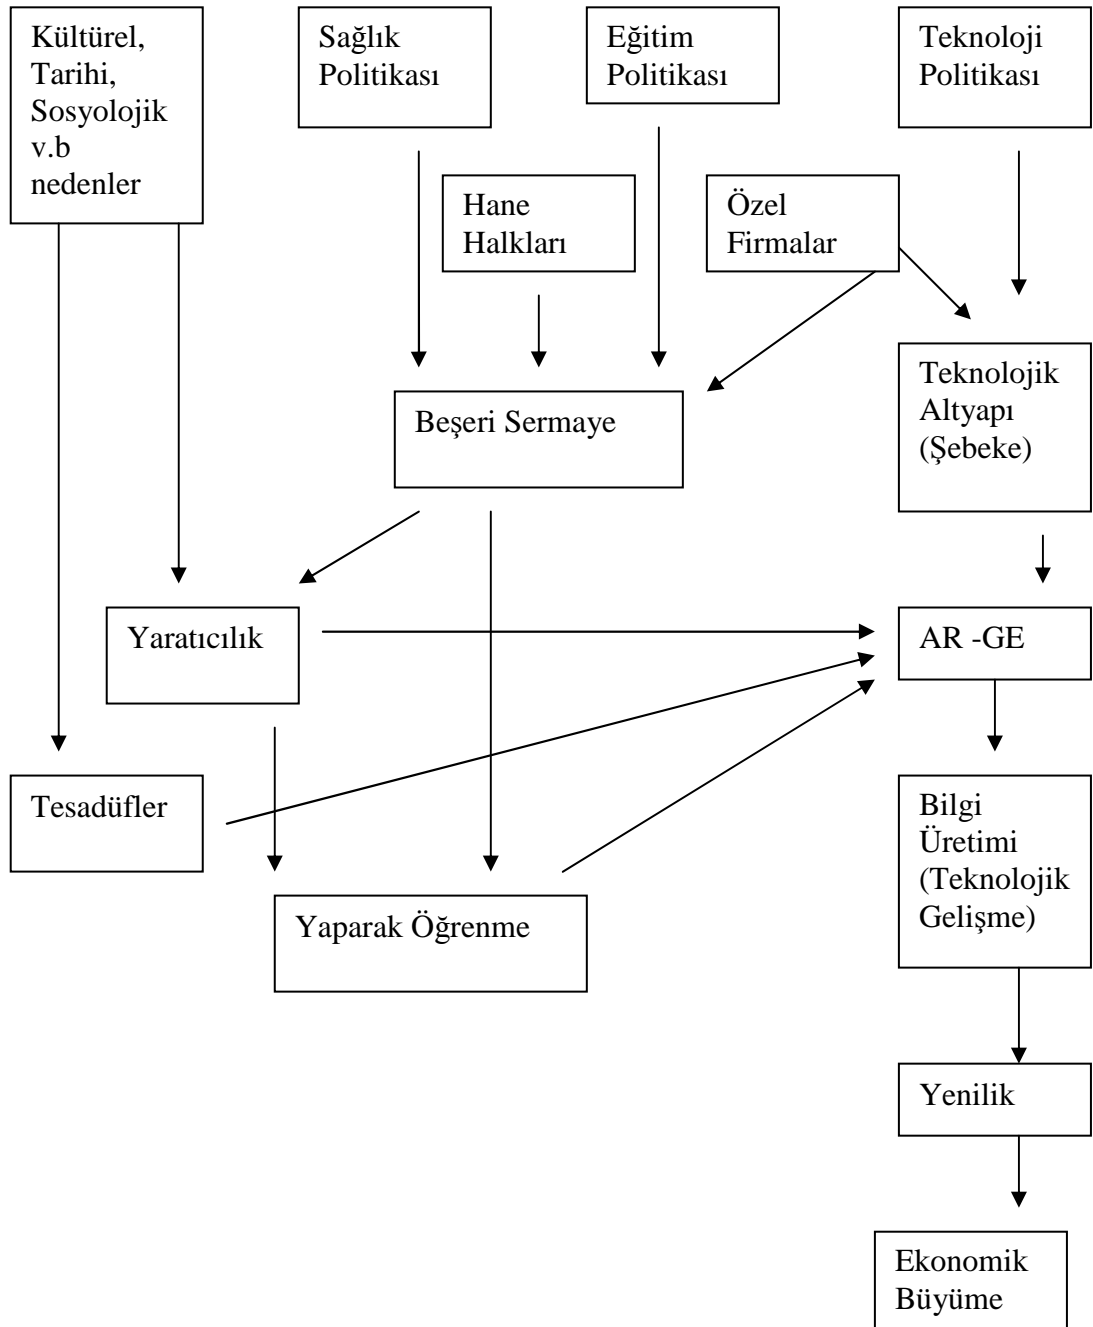 Kültürel,
Tarihi,
Sosyolojik
v.b
nedenler
Sağlık
Politikası
Eğitim
Politikası
Teknoloji
Politikası
Hane
Halkları
Özel
Firmalar
Beşeri Sermaye
Teknolojik
Altyapı
(Şebeke)
Yaratıcılık
AR -GE
Tesadüfler
Bilgi
Üretimi
(Teknolojik
Gelişme)
Yaparak Öğrenme
Yenilik
Ekonomik
Büyüme